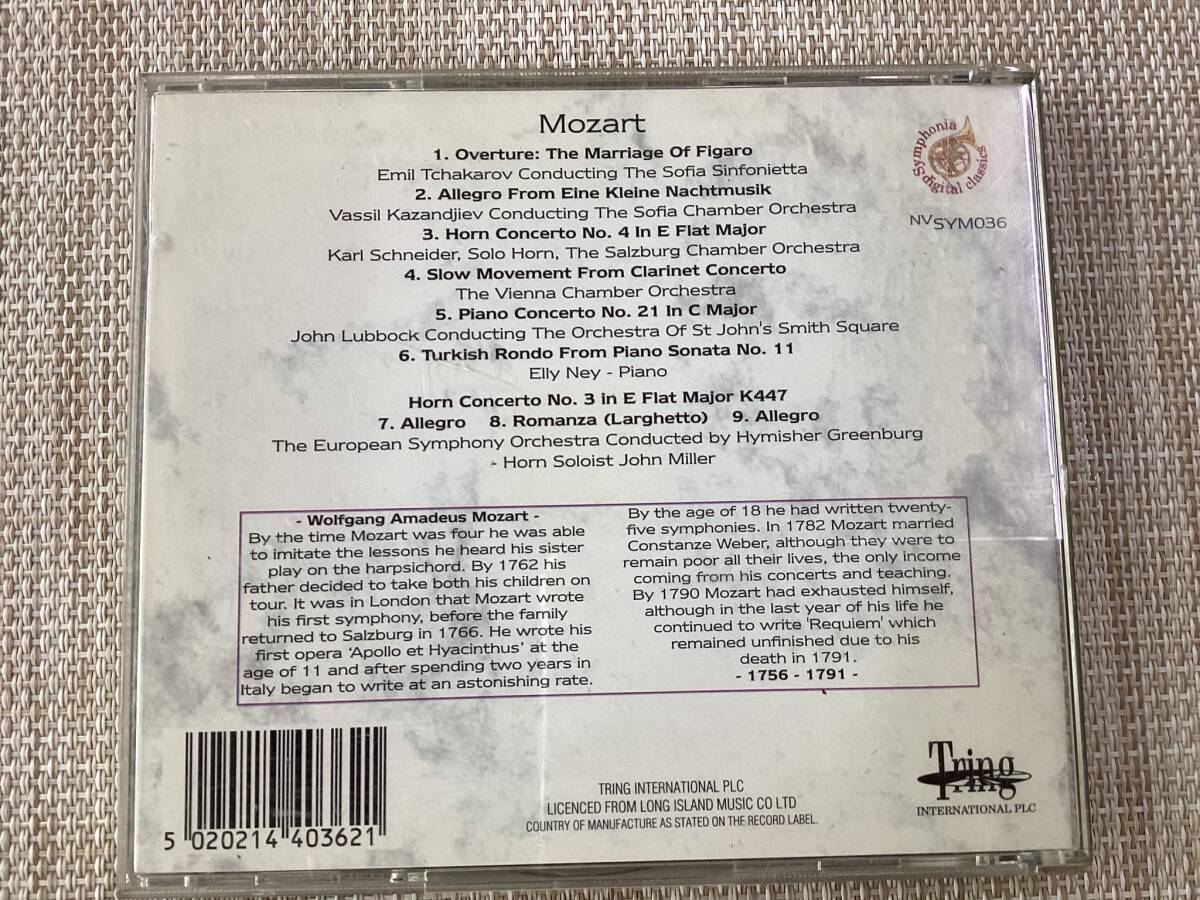 Mozart
1. Overture: The Marriage Of Figaro
Emil Tchakarov Conducting The Sofia Sinfonietta
2. Allegro From Eine Kleine Nachtmusik
Vassil Kazandjiev Conducting The Sofia Chamber Orchestra
3. Horn Concerto No. 4 In E Flat Major
Karl Schneider, Solo Horn, The Salzburg Chamber Orchestra
4. Slow Movement From Clarinet Concerto
The Vienna Chamber Orchestra
5. Piano Concerto No. 21 In C Major
John Lubbock Conducting The Orchestra Of St John's Smith Square
6. Turkish Rondo From Piano Sonata No. 11
Elly Ney - Piano
Horn Concerto No. 3 in E Flat Major K447
7. Allegro 8. Romanza (Larghetto) 9. Allegro
The European Symphony Orchestra Conducted by Hymisher Greenburg
- Horn Soloist John Miller
Symphonia
digital classics
NVSYM036
- Wolfgang Amadeus Mozart -
By the time Mozart was four he was able
to imitate the lessons he heard his sister
play on the harpsichord. By 1762 his
father decided to take both his children on
tour. It was in London that Mozart wrote
his first symphony, before the family
returned to Salzburg in 1766. He wrote his
first opera ‘Apollo et Hyacinthus’ at the
age of 11 and after spending two years in
Italy began to write at an astonishing rate.
By the age of 18 he had written twenty-
five symphonies. In 1782 Mozart married
Constanze Weber, although they were to
remain poor all their lives, the only income
coming from his concerts and teaching.
By 1790 Mozart had exhausted himself,
although in the last year of his life he
continued to write 'Requiem' which
remained unfinished due to his
death in 1791.
- 1756 - 1791 -
5 020214 403621
TRING INTERNATIONAL PLC
LICENCED FROM LONG ISLAND MUSIC CO LTD
COUNTRY OF MANUFACTURE AS STATED ON THE RECORD LABEL.
Tring
INTERNATIONAL PLC